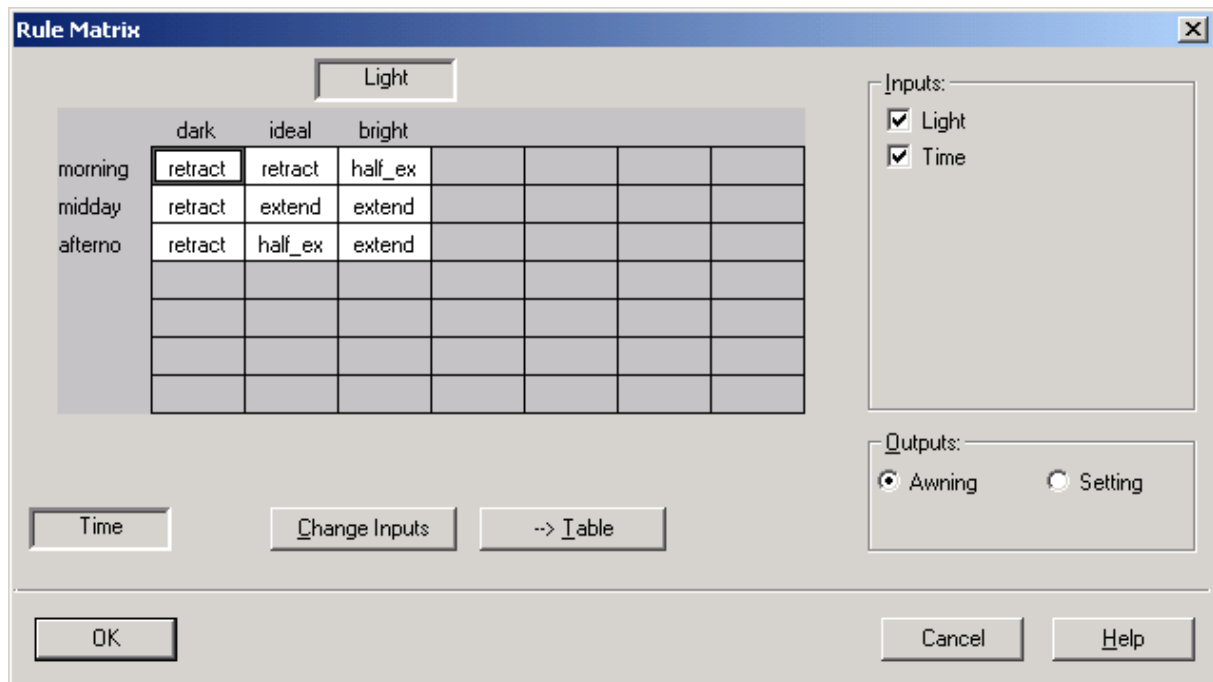 Rule Matrix
Light
dark ideal bright
morning retract retract half_ex
midday retract extend extend
afterno retract half_ex extend
Time
Change Inputs
--> Table
Inputs:
Light
Time
Outputs:
Awning Setting
OK
Cancel
Help